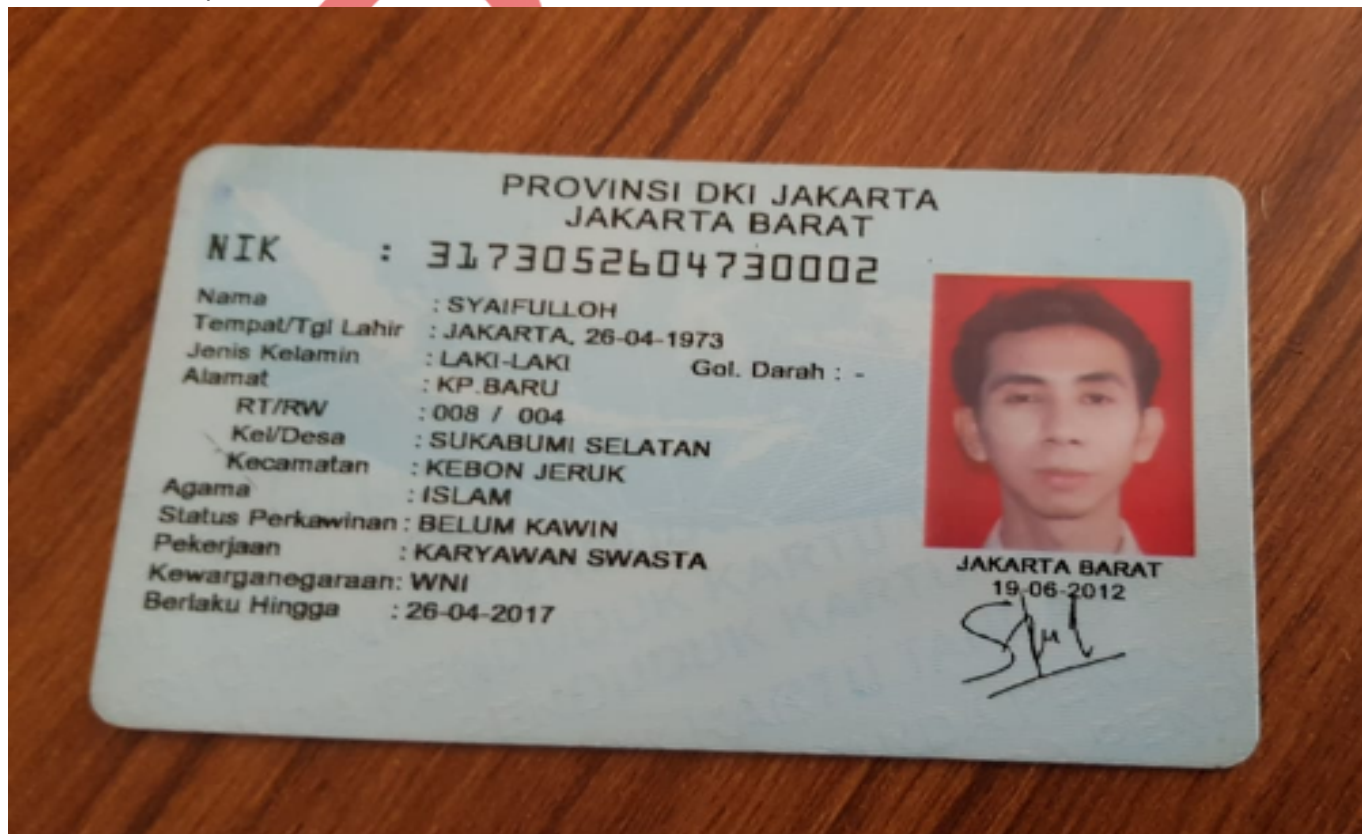 PROVINSI DKI JAKARTA
JAKARTA BARAT
NIK : 3173052604730002
Nama : SYAIFULLOH
Tempat/Tgl Lahir : JAKARTA, 26-04-1973
Jenis Kelamin : LAKI-LAKI Gol. Darah : -
Alamat : KP.BARU
RT/RW : 008 / 004
Kel/Desa : SUKABUMI SELATAN
Kecamatan : KEBON JERUK
Agama : ISLAM
Status Perkawinan : BELUM KAWIN
Pekerjaan : KARYAWAN SWASTA
Kewarganegaraan: WNI
Berlaku Hingga : 26-04-2017
JAKARTA BARAT
19-06-2012